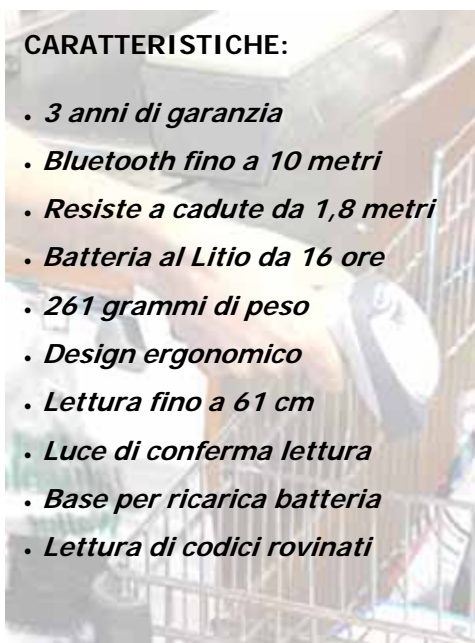 CARATTERISTICHE:
• 3 anni di garanzia
• Bluetooth fino a 10 metri
• Resiste a cadute da 1,8 metri
• Batteria al Litio da 16 ore
• 261 grammi di peso
• Design ergonomico
• Lettura fino a 61 cm
• Luce di conferma lettura
• Base per ricarica batteria
• Lettura di codici rovinati